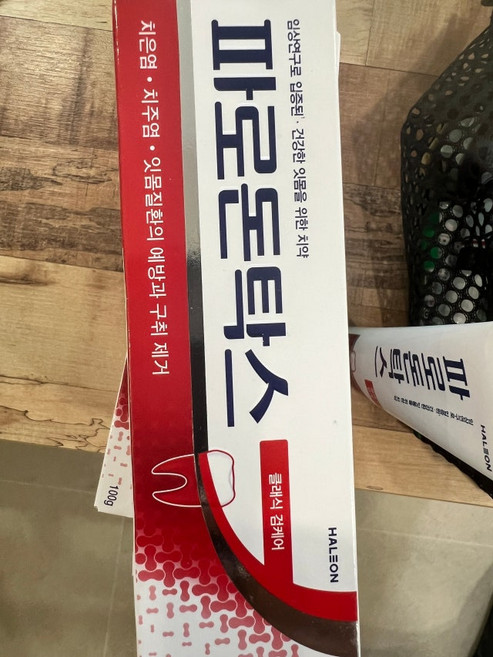 임상연구로 입증된¹· 건강한 잇몸을 위한 치약
파로돈탁스
클래식 검케어
HALEON
치은염 · 치주염 · 잇몸질환의 예방과 구취 제거
100g
파로돈탁스
HALEON